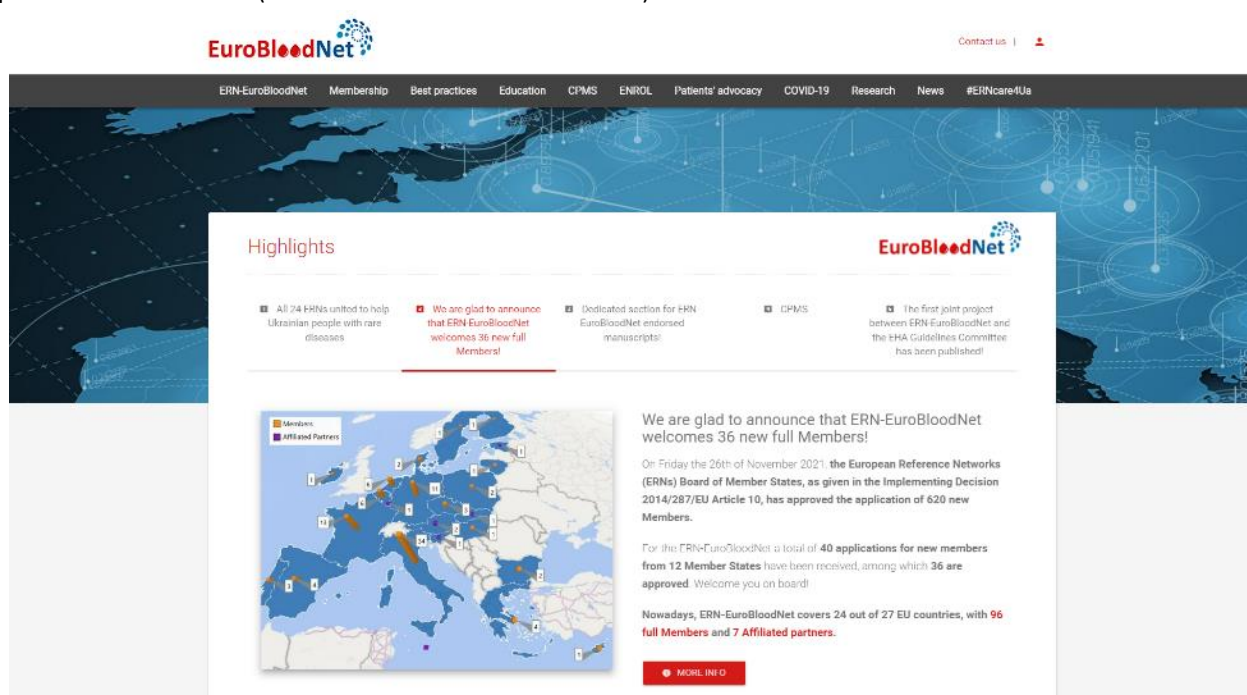 EuroBloodNet
Contact us |
ERN-EuroBloodNet Membership Best practices Education CPMS ENROL Patients' advocacy COVID-19 Research News #ERNcare4Ua
Highlights
EuroBloodNet
All 24 ERNs united to help
Ukrainian people with rare
diseases
We are glad to announce
that ERN-EuroBloodNet
welcomes 36 new full
Members!
Dedicated section for ERN
EuroBloodNet endorsed
manuscripts!
CPMS
The first joint project
between ERN-EuroBloodNet and
the EHA Guidelines Committee
has been published!
Members
Affiliated Partners
We are glad to announce that ERN-EuroBloodNet
welcomes 36 new full Members!
On Friday the 26th of November 2021, the European Reference Networks
(ERNs) Board of Member States, as given in the Implementing Decision
2014/287/EU Article 10, has approved the application of 620 new
Members.
For the ERN-EuroBloodNet a total of 40 applications for new members
from 12 Member States have been received, among which 36 are
approved. Welcome you on board!
Nowadays, ERN-EuroBloodNet covers 24 out of 27 EU countries, with 96
full Members and 7 Affiliated partners.
MORE INFO